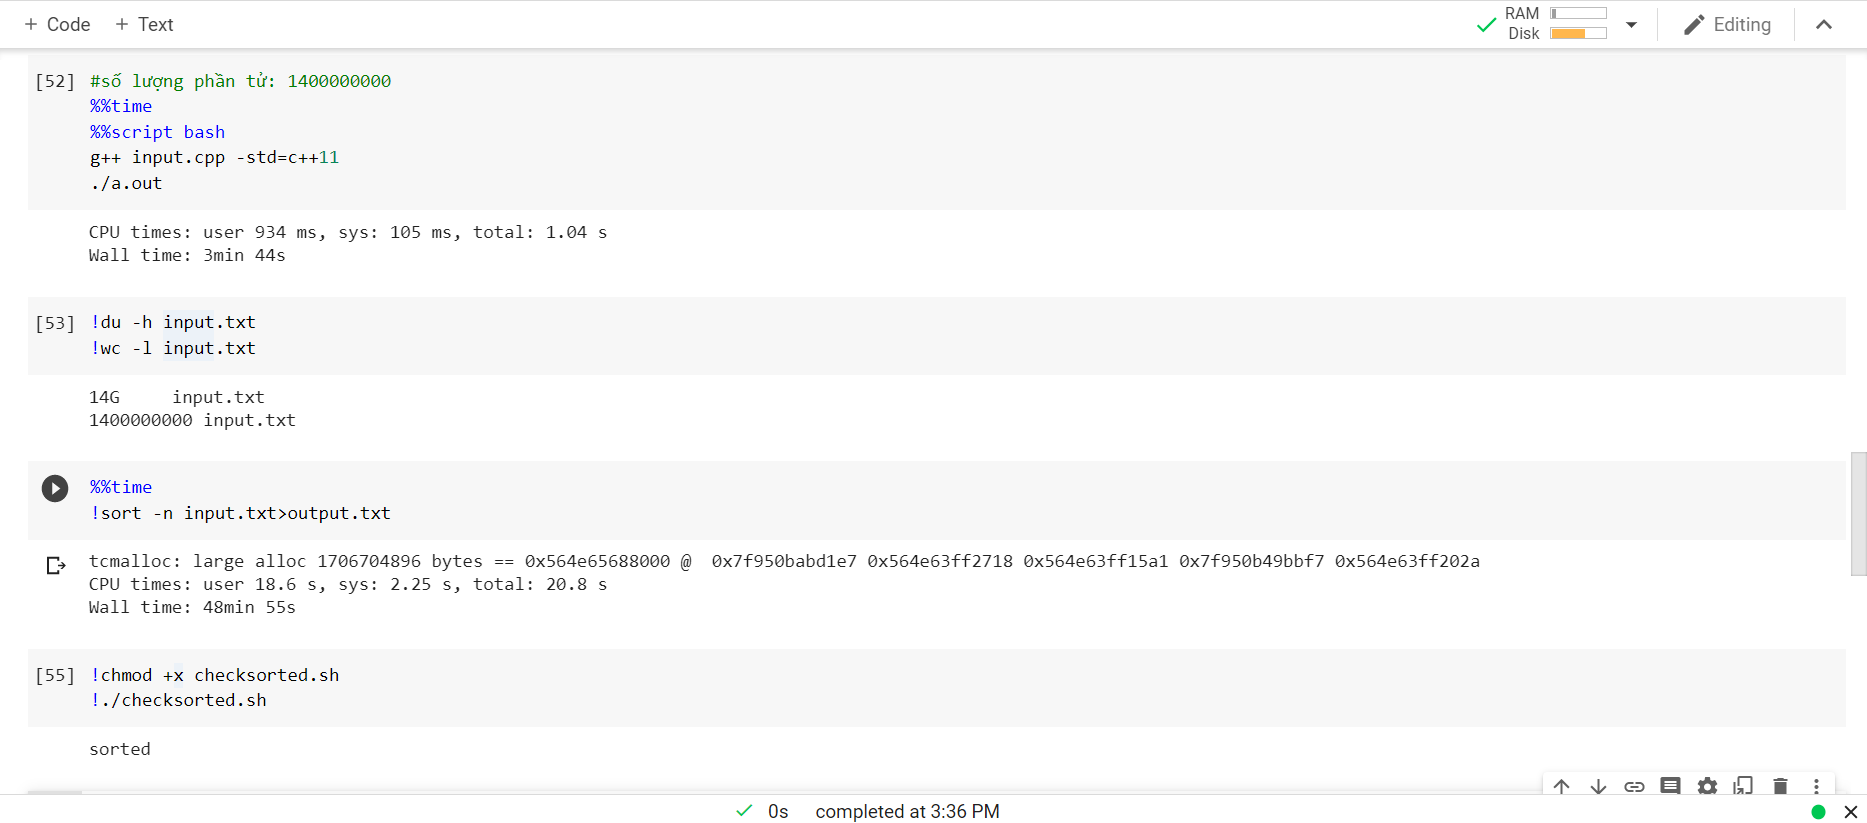 + Code + Text
RAM
Disk
Editing
[52] #số lượng phần tử: 1400000000
%%time
%%script bash
g++ input.cpp -std=c++11
./a.out
CPU times: user 934 ms, sys: 105 ms, total: 1.04 s
Wall time: 3min 44s
[53] !du -h input.txt
!wc -l input.txt
14G input.txt
1400000000 input.txt
%%time
!sort -n input.txt>output.txt
tcmalloc: large alloc 1706704896 bytes == 0x564e65688000 @ 0x7f950babd1e7 0x564e63ff2718 0x564e63ff15a1 0x7f950b49bbf7 0x564e63ff202a
CPU times: user 18.6 s, sys: 2.25 s, total: 20.8 s
Wall time: 48min 55s
[55] !chmod +x checksorted.sh
!./checksorted.sh
sorted
0s completed at 3:36 PM